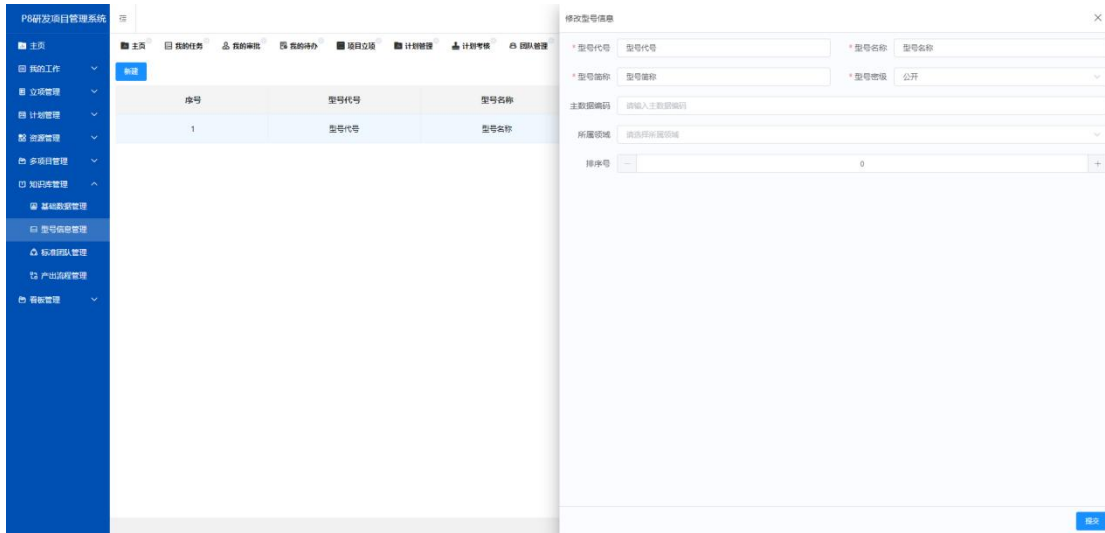 P8研发项目管理系统
主页
我的工作
立项管理
计划管理
资源管理
多项目管理
知识库管理
基础数据管理
型号信息管理
标准团队管理
产出流程管理
看板管理
主页 我的任务 我的审批 我的待办 项目立项 计划管理 计划考核 团队管理
新建
序号 型号代号 型号名称
1 型号代号 型号名称
修改型号信息
* 型号代号 型号代号 * 型号名称 型号名称
* 型号简称 型号简称 * 型号密级 公开
主数据编码 请输入主数据编码
所属领域 请选择所属领域
排序号 − 0 +
提交